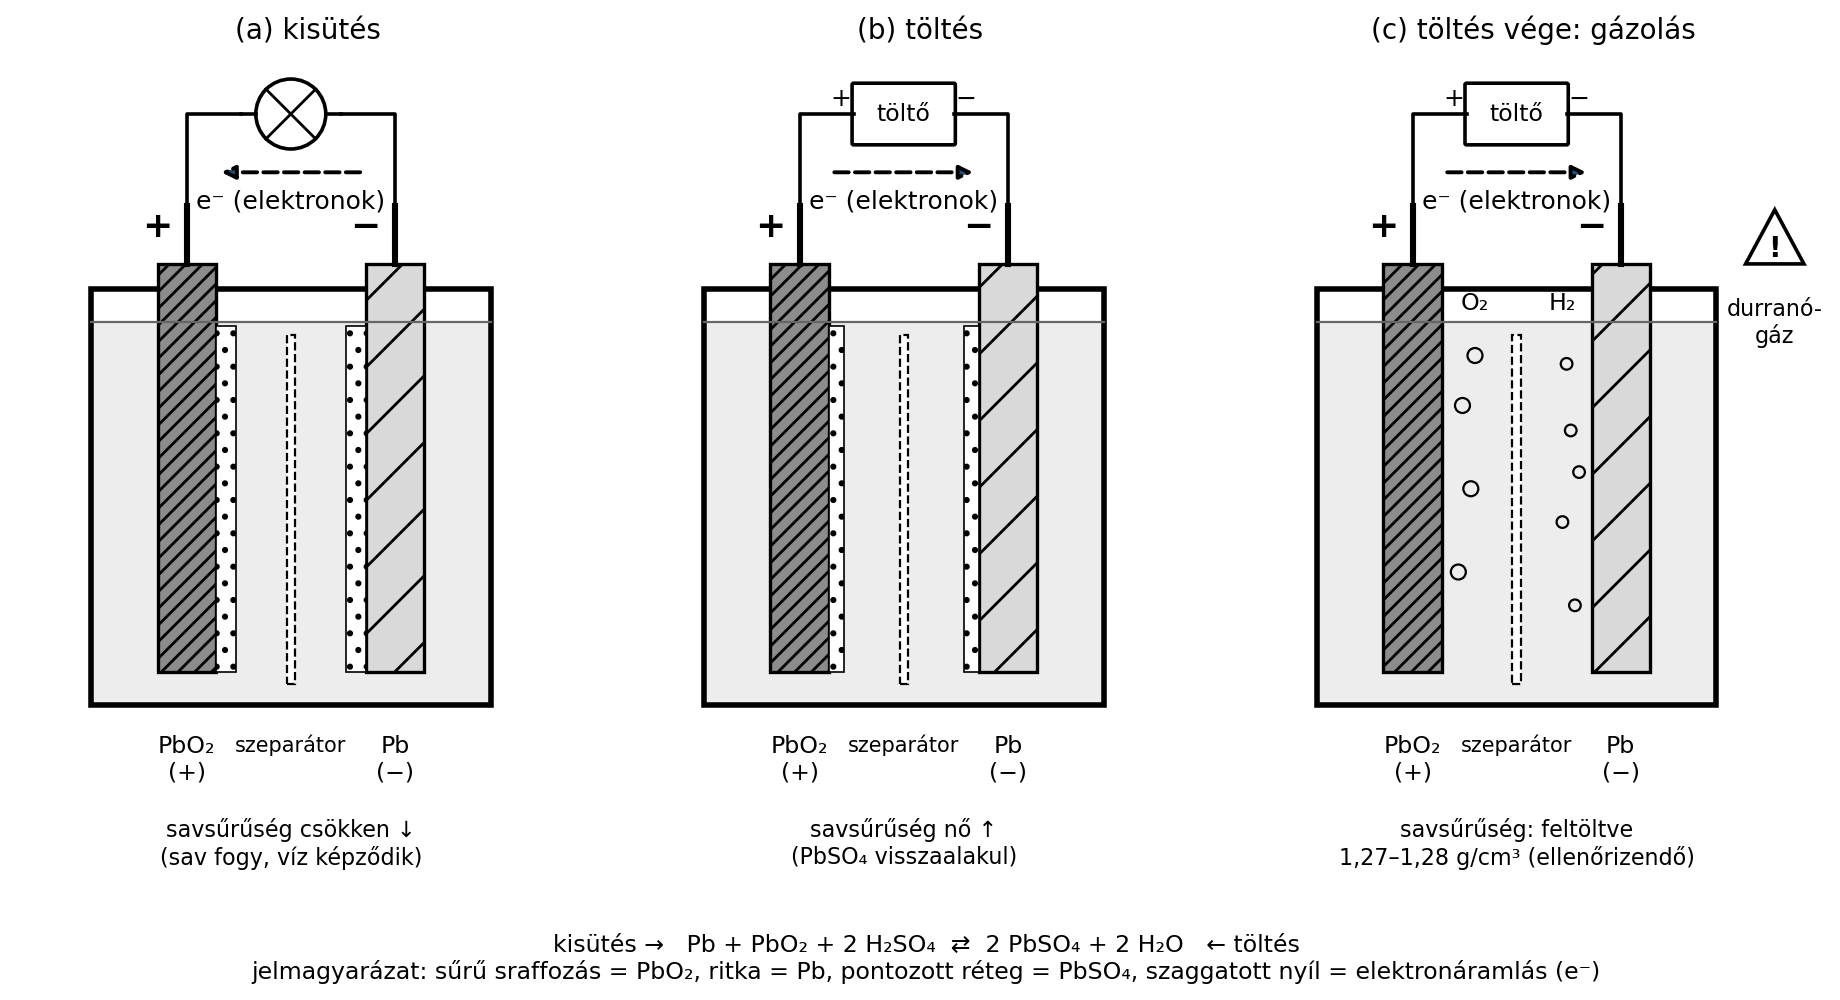 (a) kisütés
e⁻ (elektronok)
+
−
PbO₂
(+)
szeparátor
Pb
(−)
savsűrűség csökken ↓
(sav fogy, víz képződik)
(b) töltés
+
töltő
−
e⁻ (elektronok)
+
−
PbO₂
(+)
szeparátor
Pb
(−)
savsűrűség nő ↑
(PbSO₄ visszaalakul)
(c) töltés vége: gázolás
+
töltő
−
e⁻ (elektronok)
+
−
!
durranó-
gáz
O₂
H₂
PbO₂
(+)
szeparátor
Pb
(−)
savsűrűség: feltöltve
1,27–1,28 g/cm³ (ellenőrizendő)
kisütés → Pb + PbO₂ + 2 H₂SO₄ ⇄ 2 PbSO₄ + 2 H₂O ← töltés
jelmagyarázat: sűrű sraffozás = PbO₂, ritka = Pb, pontozott réteg = PbSO₄, szaggatott nyíl = elektronáramlás (e⁻)